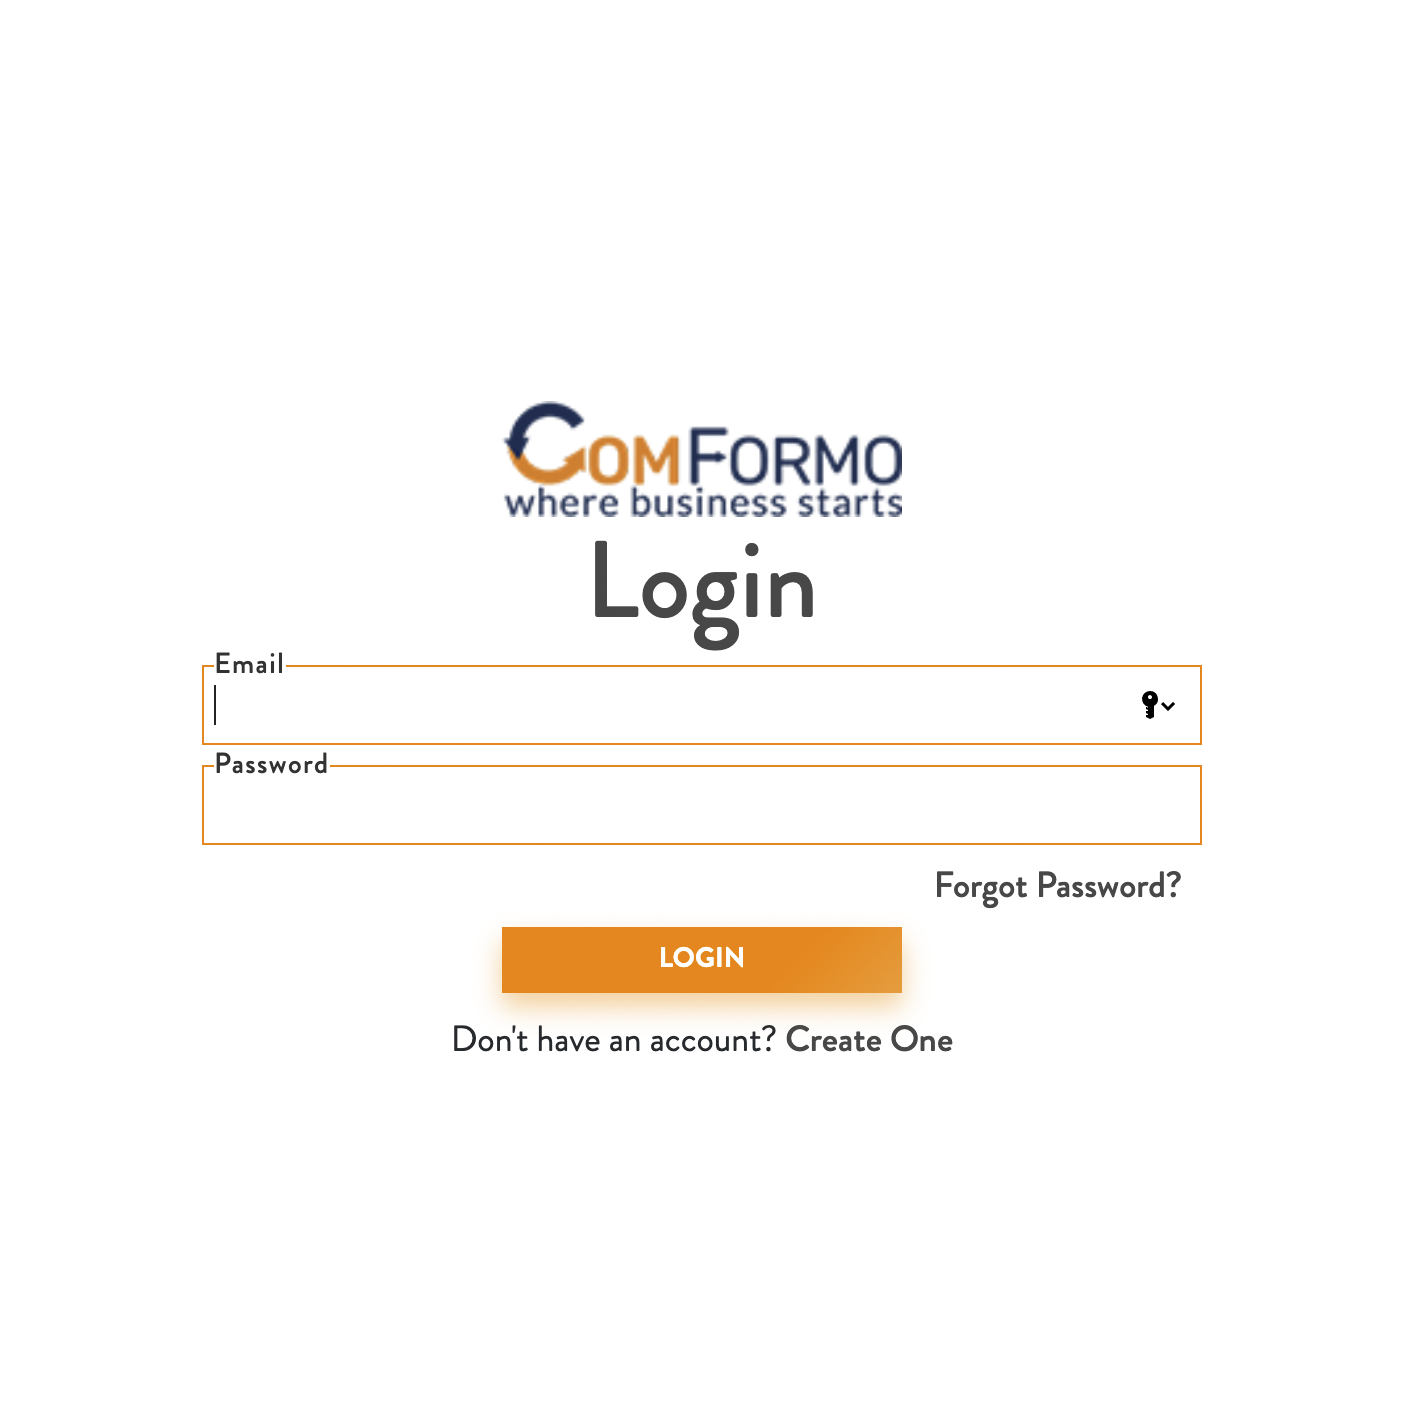 ComFormo
where business starts
Login
Email
Password
Forgot Password?
LOGIN
Don't have an account? Create One